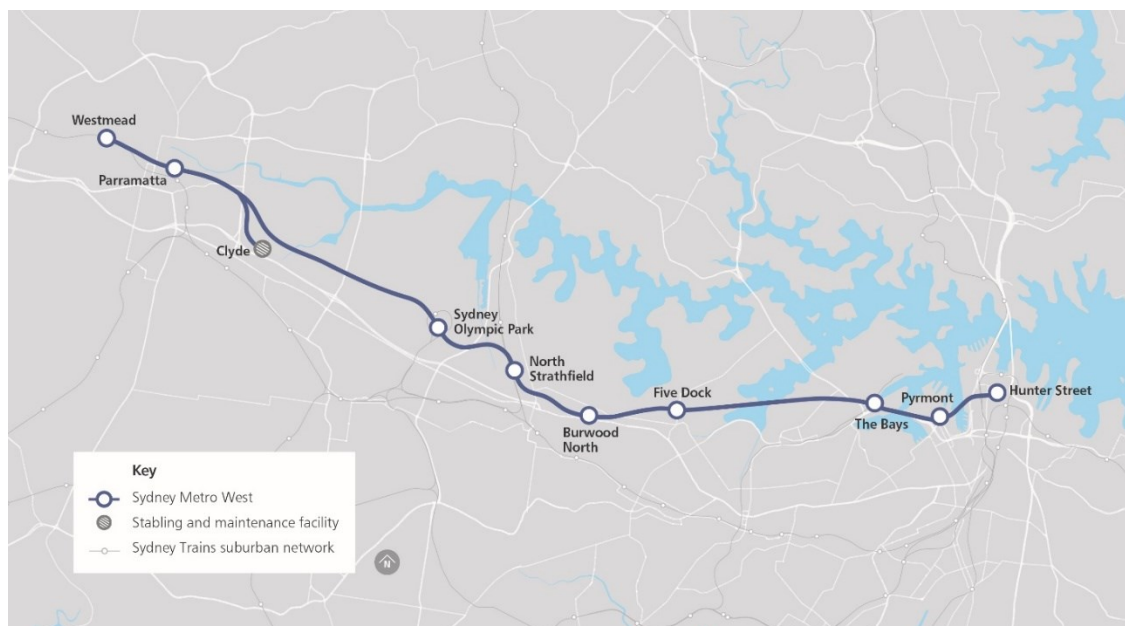 Westmead
Parramatta
Clyde
Sydney
Olympic Park
North
Strathfield
Burwood
North
Five Dock
The Bays
Pyrmont
Hunter Street
Key
Sydney Metro West
Stabling and maintenance facility
Sydney Trains suburban network
N